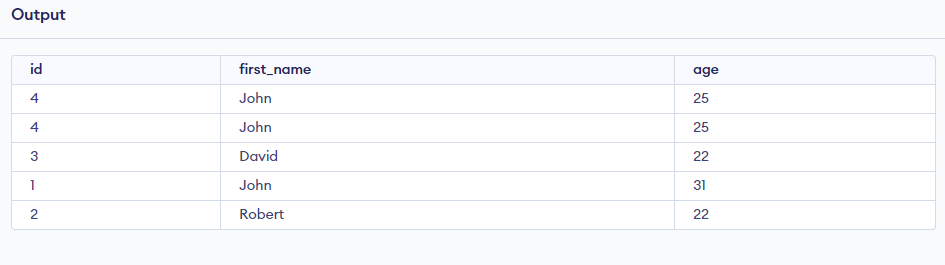 Output
id first_name age
4 John 25
4 John 25
3 David 22
1 John 31
2 Robert 22